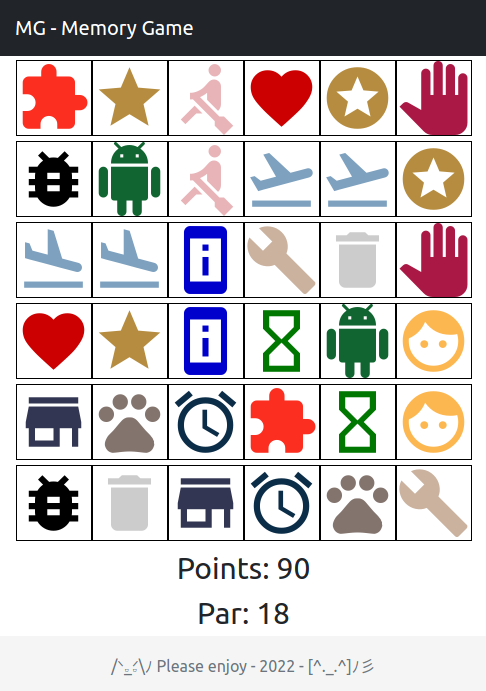 MG - Memory Game
Points: 90
Par: 18
Please enjoy - 2022 - [^._.^]ﾉ彡